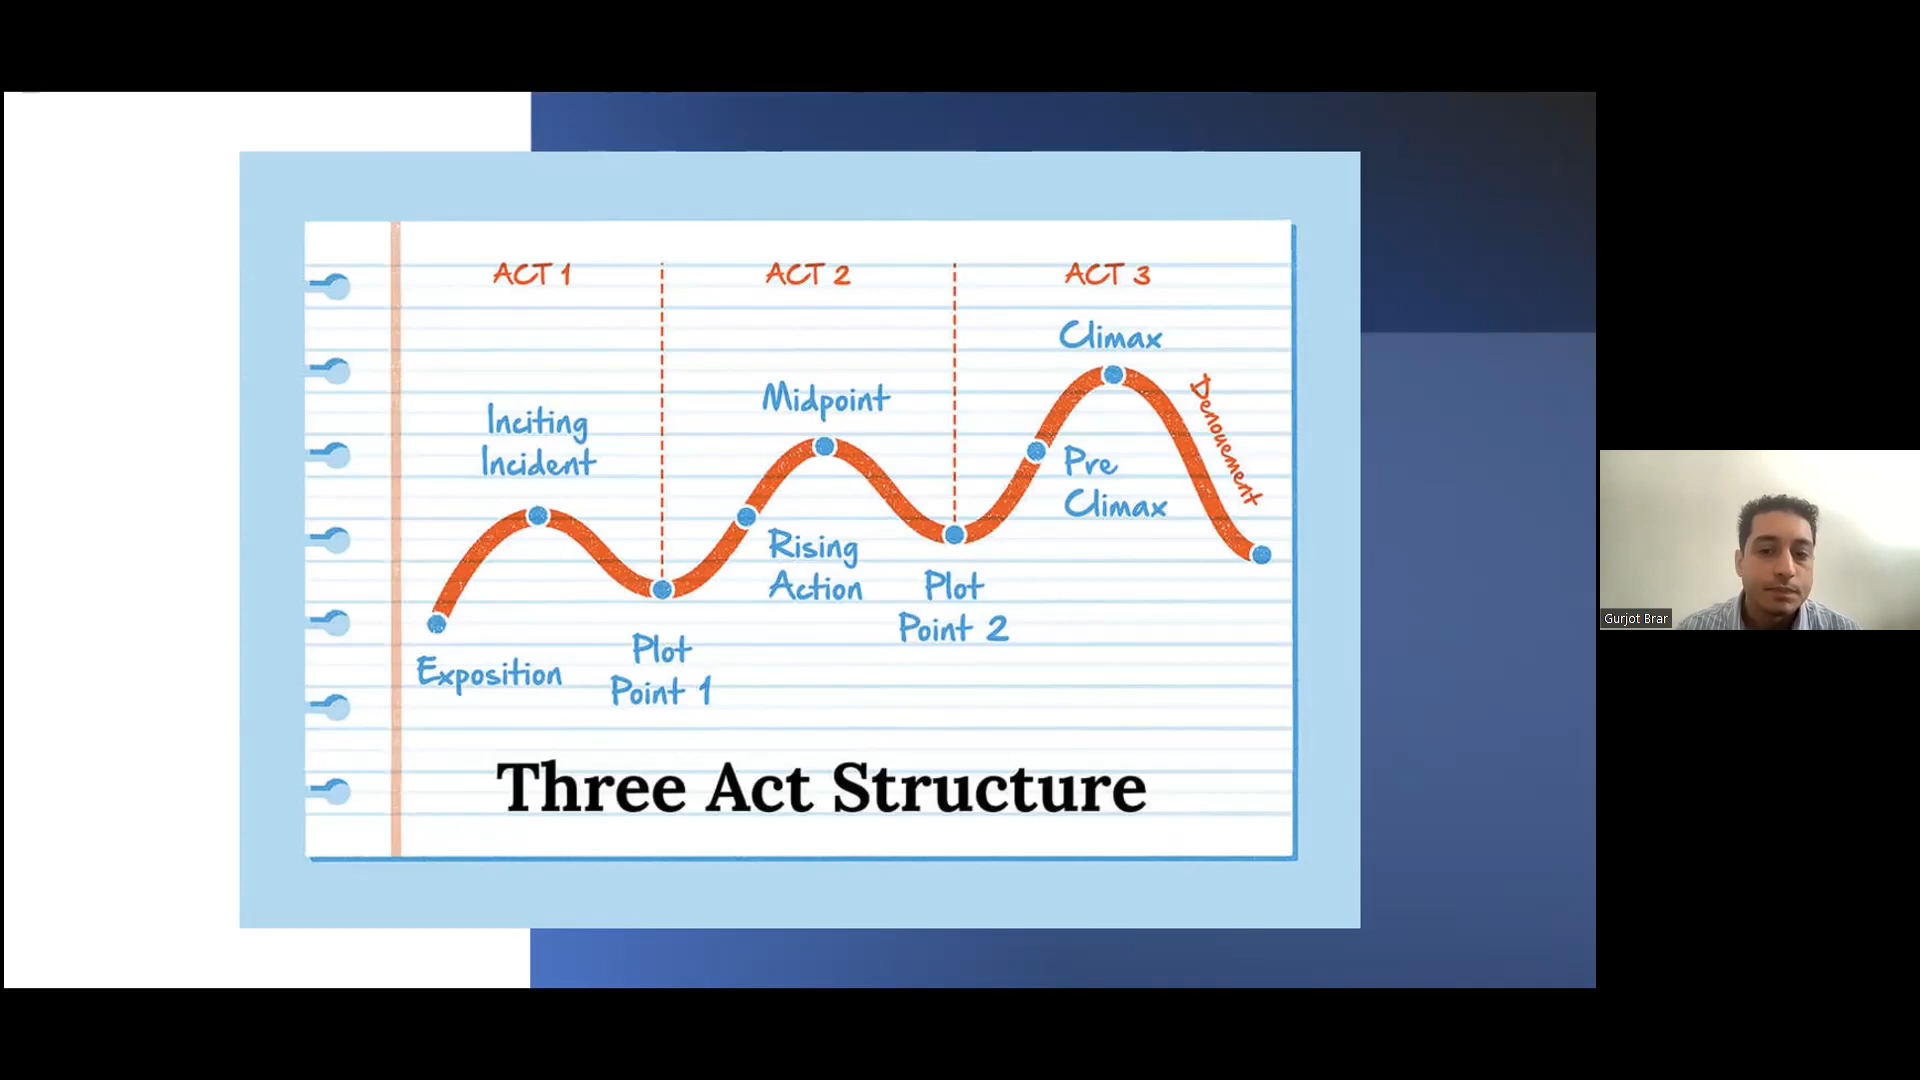 ACT 1
ACT 2
ACT 3
Climax
Denouement
Midpoint
Inciting
Incident
Pre
Climax
Rising
Action
Plot
Point 2
Plot
Point 1
Exposition
Three Act Structure
Gurjot Brar